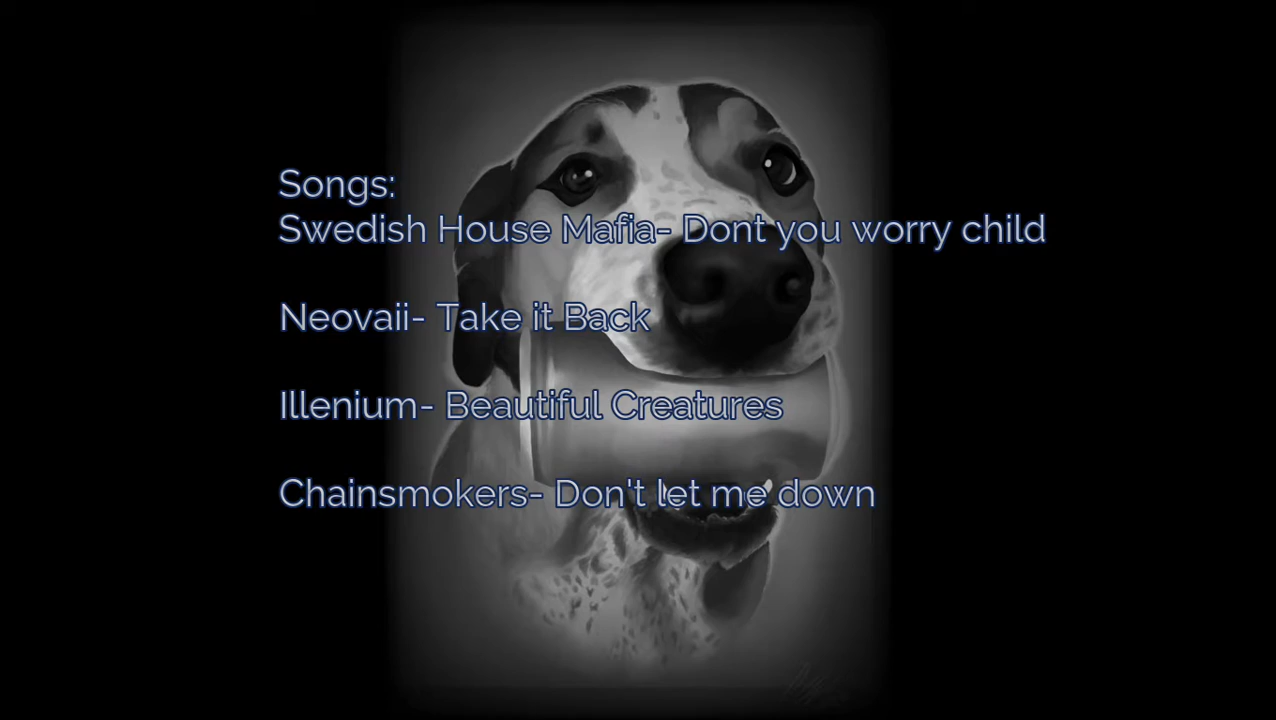 Songs:
Swedish House Mafia- Dont you worry child
Neovaii- Take it Back
Illenium- Beautiful Creatures
Chainsmokers- Don't let me down